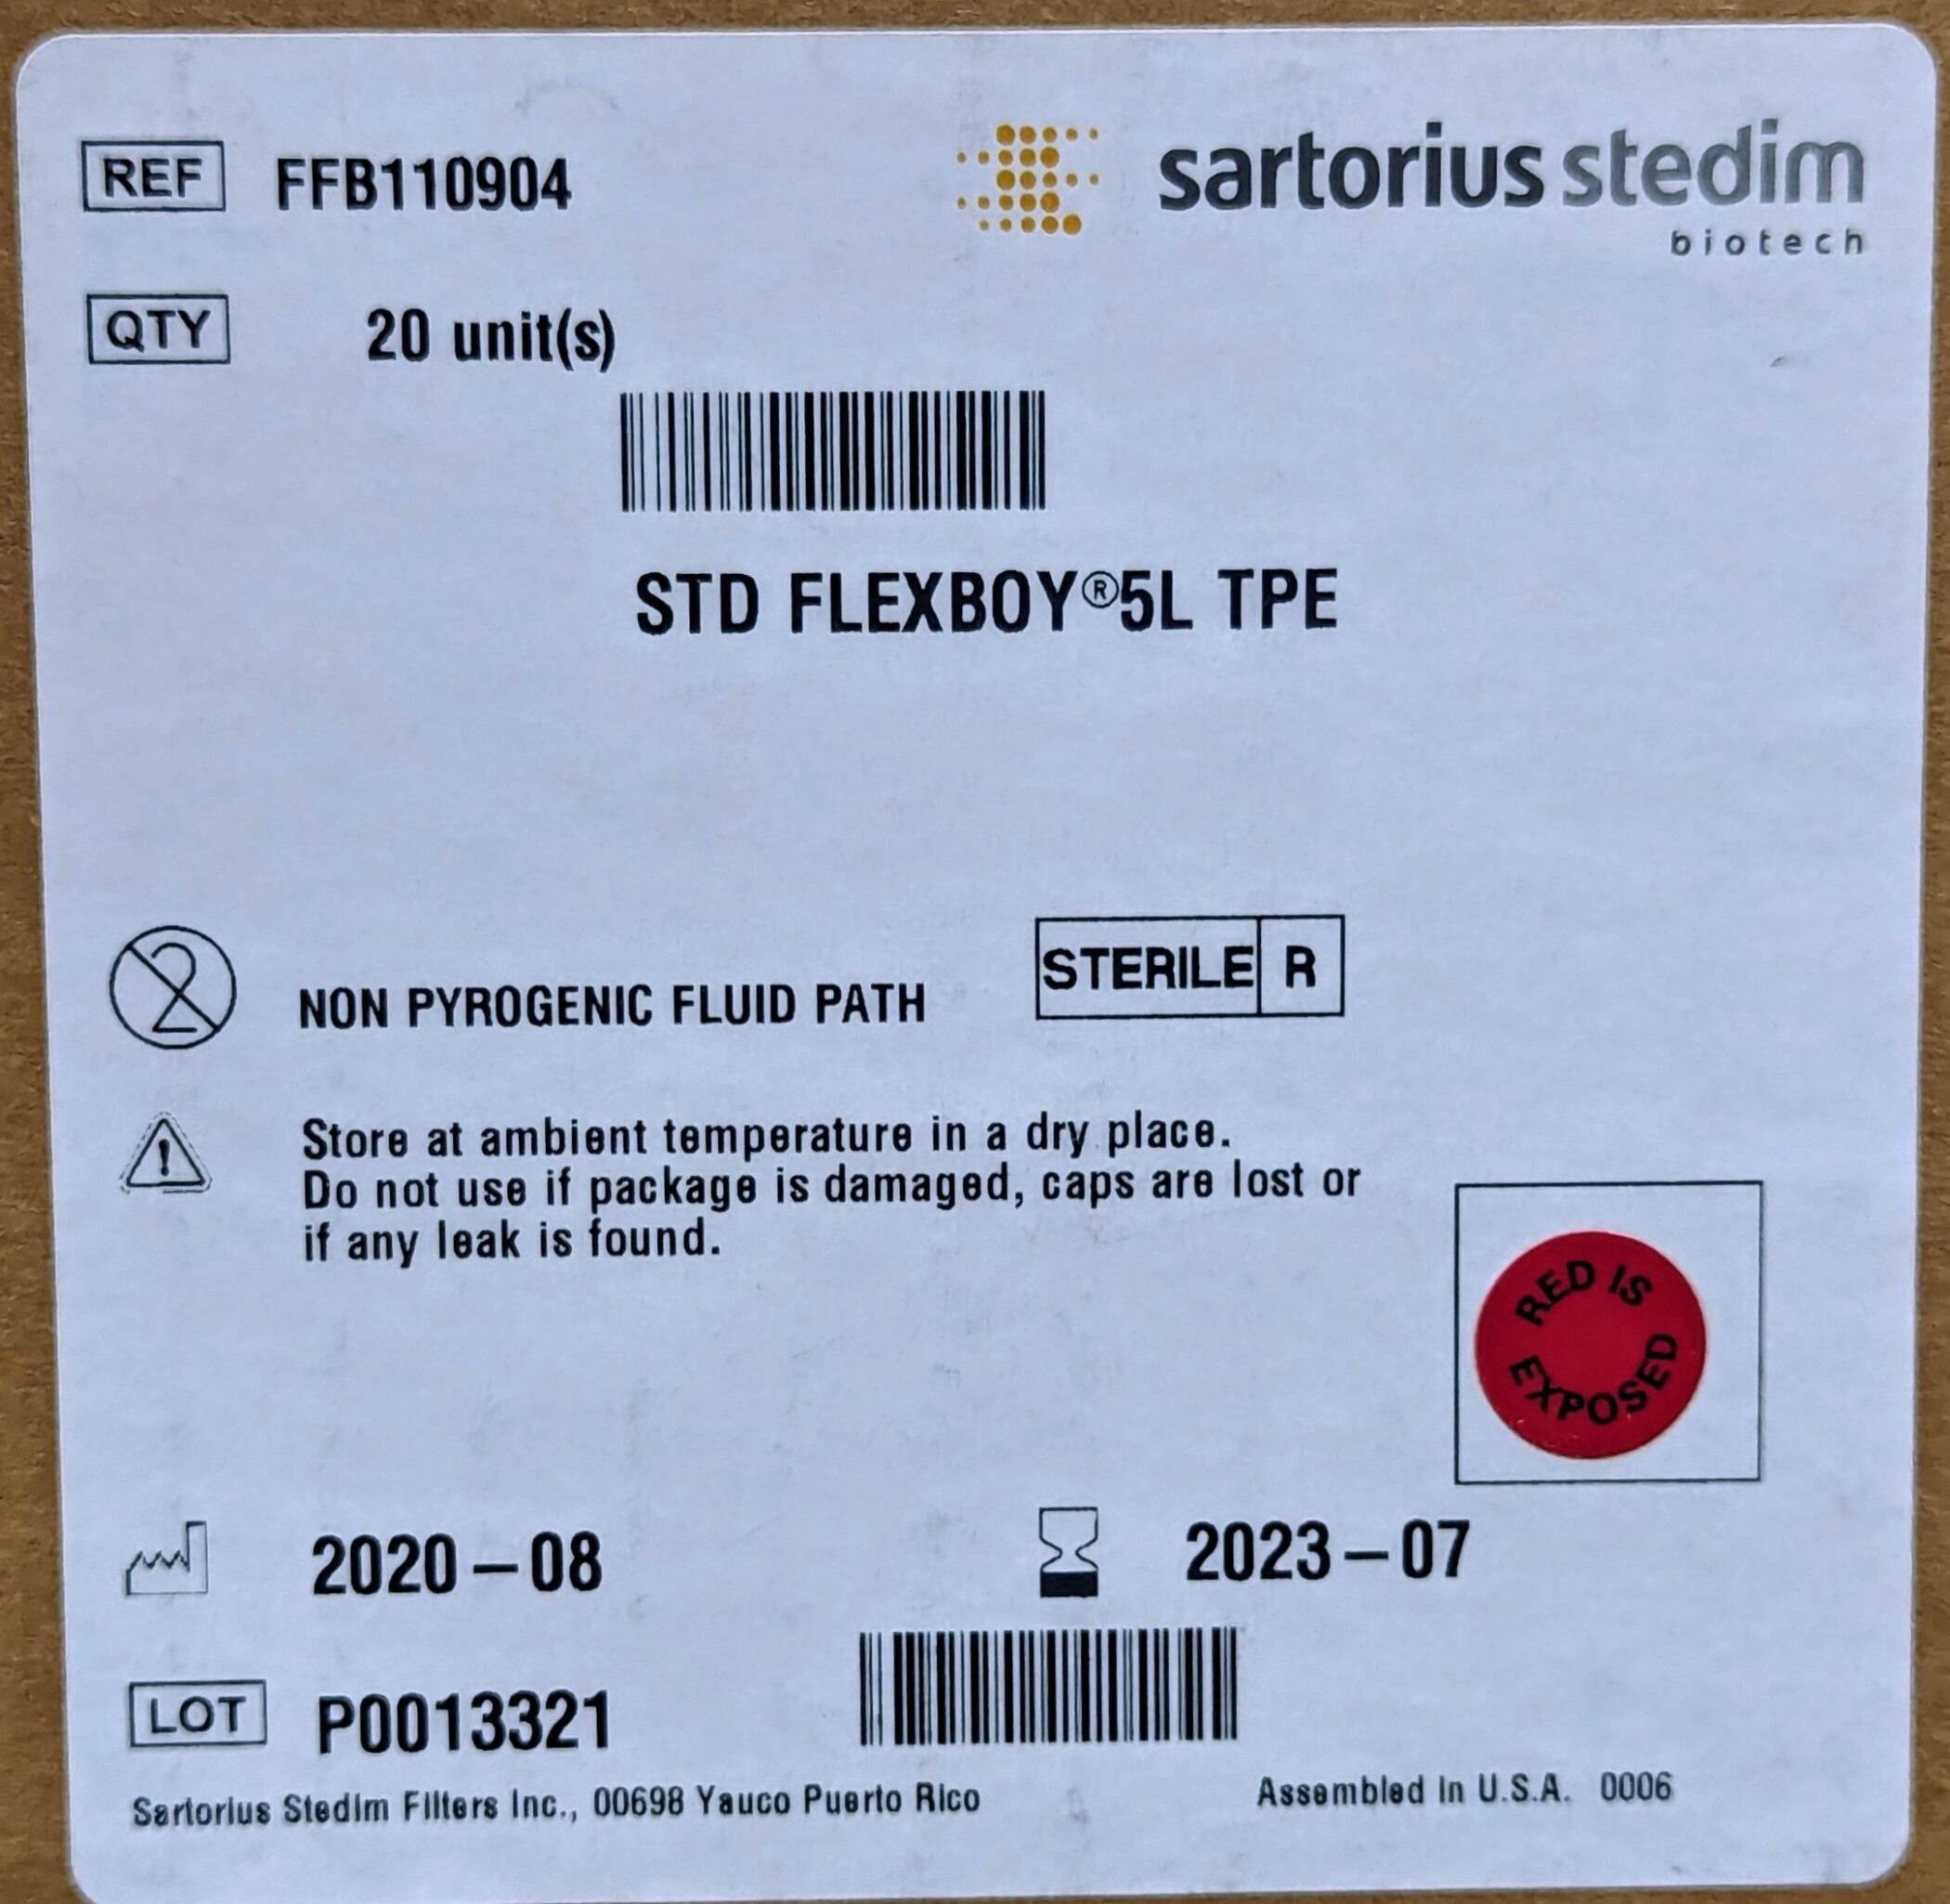 REF FFB110904
sartorius stedim
biotech
QTY 20 unit(s)
STD FLEXBOY®5L TPE
2 NON PYROGENIC FLUID PATH
STERILE R
! Store at ambient temperature in a dry place.
Do not use if package is damaged, caps are lost or
if any leak is found.
RED IS
EXPOSED
2020-08
2023-07
LOT P0013321
Sartorius Stedim Filters Inc., 00698 Yauco Puerto Rico
Assembled in U.S.A. 0006